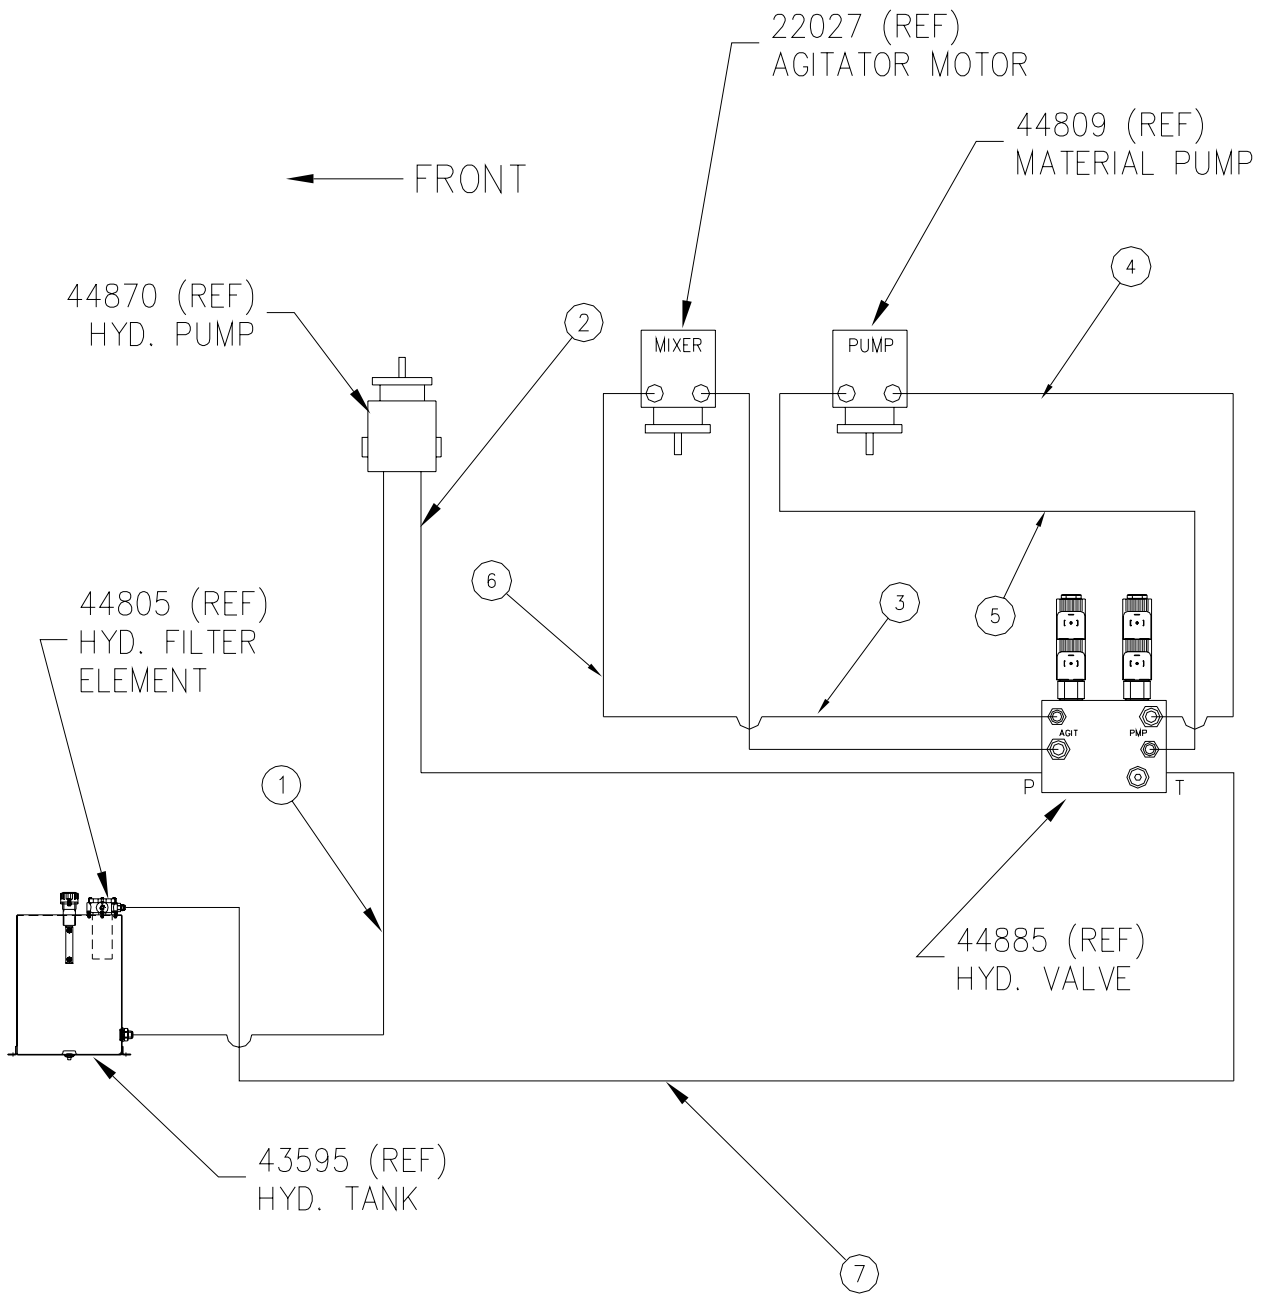 22027 (REF)
AGITATOR MOTOR
44809 (REF)
MATERIAL PUMP
FRONT
4
44870 (REF)
HYD. PUMP
2
MIXER
PUMP
6
3
5
44805 (REF)
HYD. FILTER
ELEMENT
AGIT
PMP
1
P
T
44885 (REF)
HYD. VALVE
43595 (REF)
HYD. TANK
7